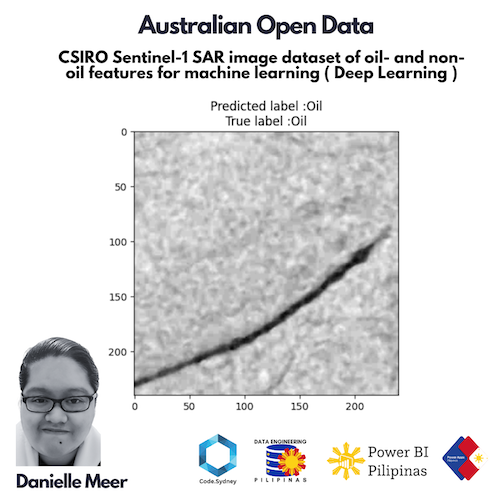 Australian Open Data
CSIRO Sentinel-1 SAR image dataset of oil- and non-
oil features for machine learning ( Deep Learning )
Predicted label :Oil
True label :Oil
0
50
100
150
200
0 50 100 150 200
Danielle Meer
Code.Sydney
DATA ENGINEERING
PILIPINAS
Power BI
Pilipinas